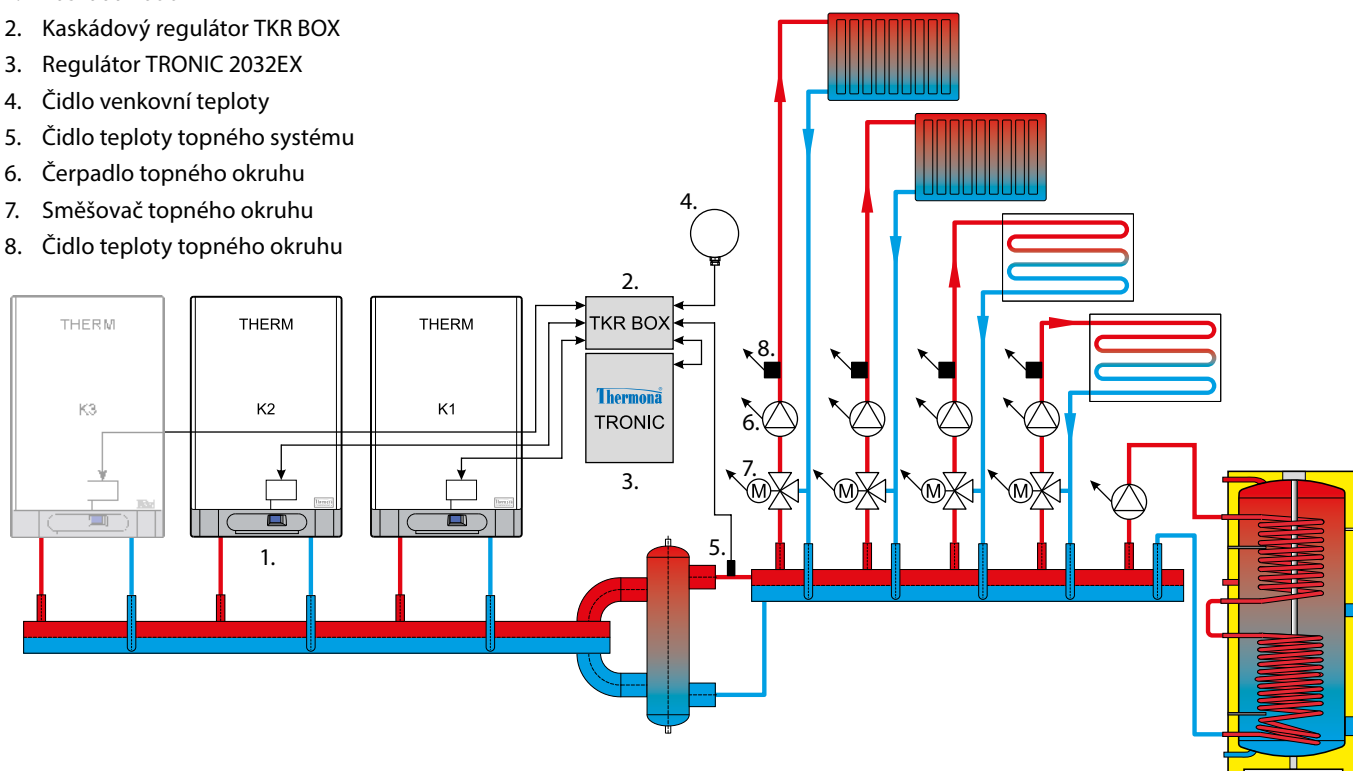 2. Kaskádový regulátor TKR BOX
3. Regulátor TRONIC 2032EX
4. Čidlo venkovní teploty
5. Čidlo teploty topného systému
6. Čerpadlo topného okruhu
7. Směšovač topného okruhu
8. Čidlo teploty topného okruhu
4.
2.
THERM
THERM
THERM
TKR BOX
8.
K3
K2
K1
Thermona
TRONIC
6.
3.
7.
M
M
M
M
1.
5.